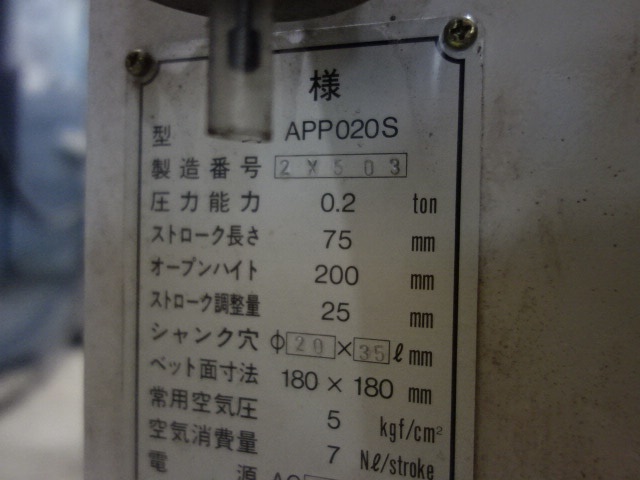 様
型 APP020S
製造番号 2X503
圧力能力 0.2 ton
ストローク長さ 75 mm
オープンハイト 200 mm
ストローク調整量 25 mm
シャンク穴 φ20×35ℓmm
ベット面寸法 180×180 mm
常用空気圧 5 kgf/cm²
空気消費量 7 Nℓ/stroke
電源 AC